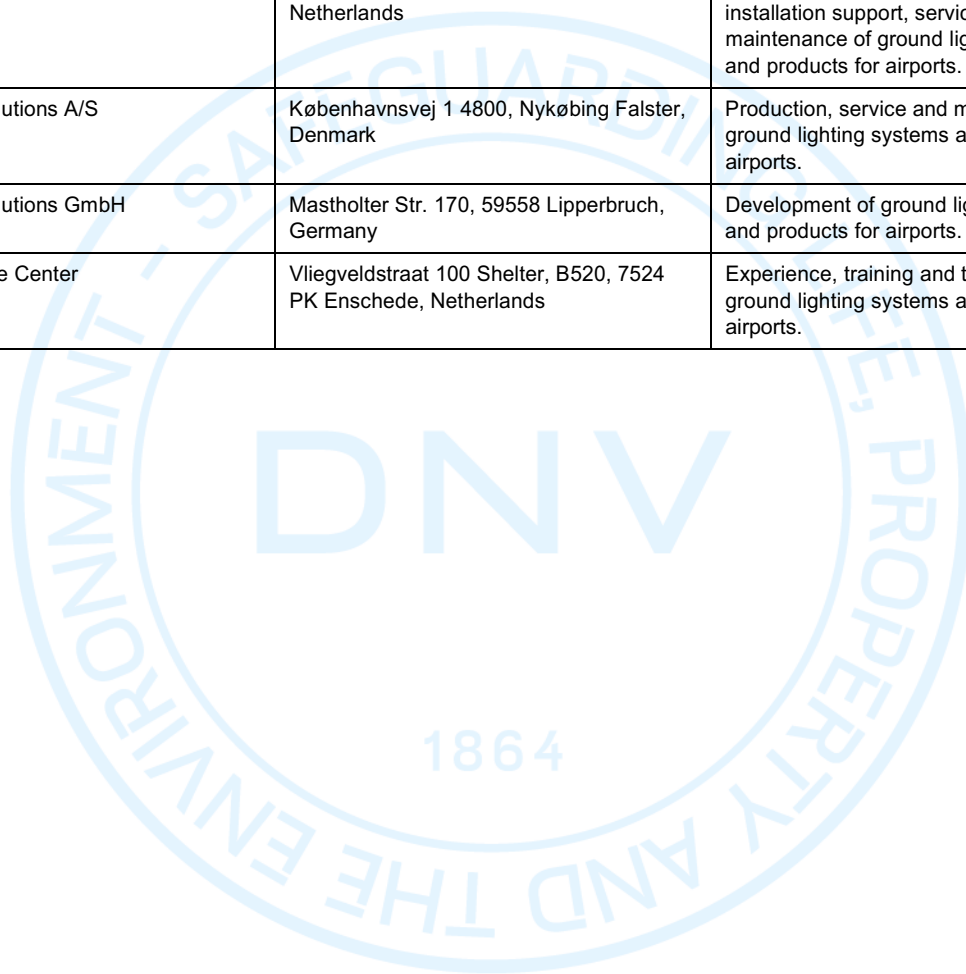 Netherlands
installation support, servic
maintenance of ground lig
and products for airports.
utions A/S
Københavnsvej 1 4800, Nykøbing Falster,
Denmark
Production, service and m
ground lighting systems a
airports.
utions GmbH
Mastholter Str. 170, 59558 Lipperbruch,
Germany
Development of ground lig
and products for airports.
e Center
Vliegveldstraat 100 Shelter, B520, 7524
PK Enschede, Netherlands
Experience, training and t
ground lighting systems a
airports.
SAFEGUARDING LIFE, PROPERTY AND THE ENVIRONMENT -
DNV
1864